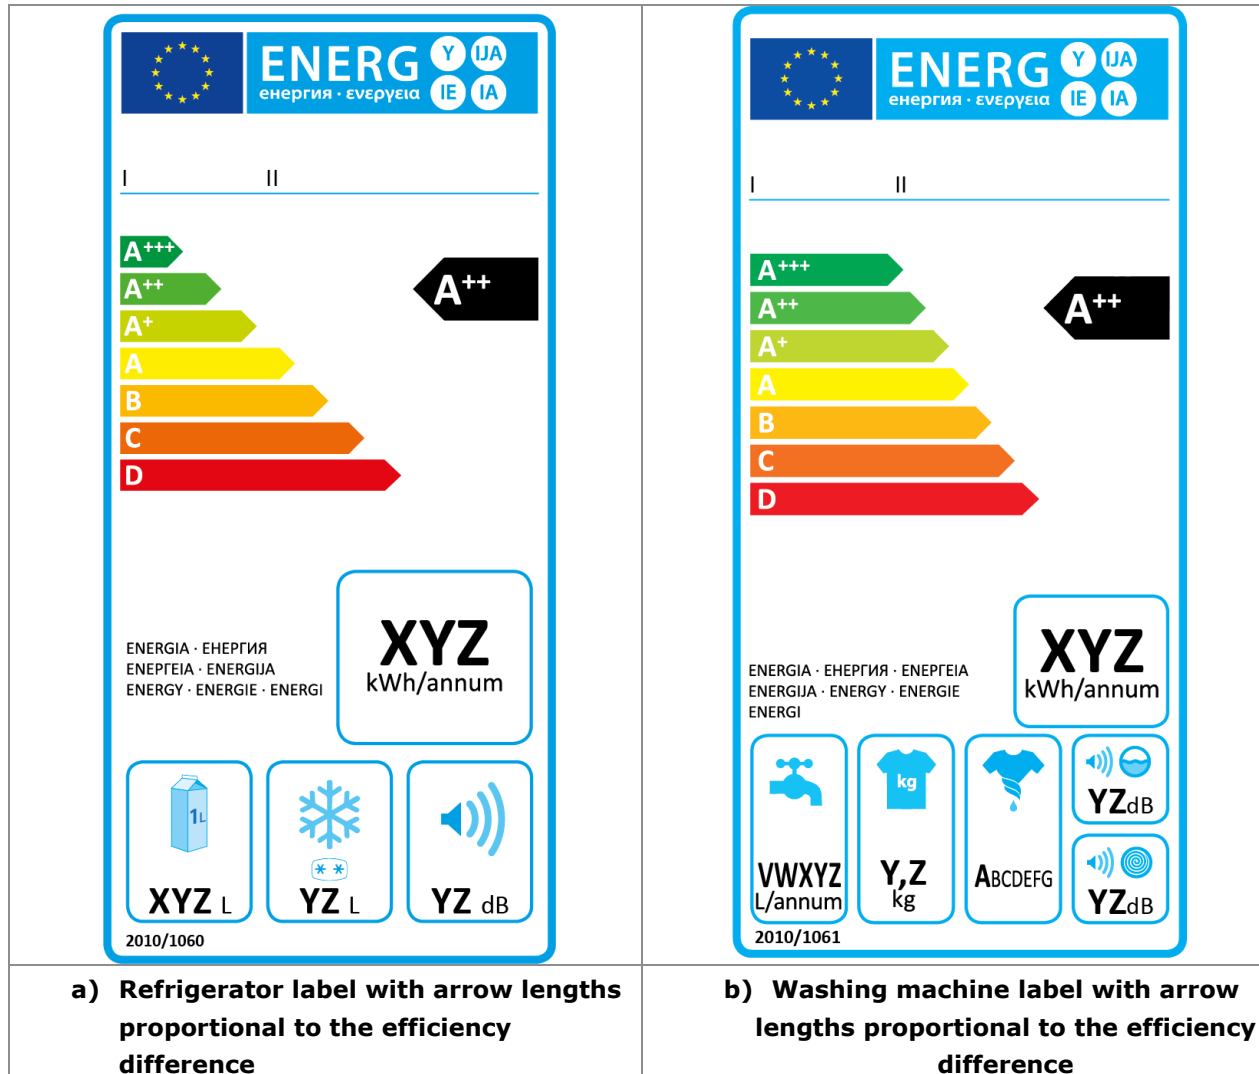 ENERG Y IJA
енергия · ενεργεια IE IA
I II
A+++
A++
A+
A
B
C
D
A++
XYZ
kWh/annum
ENERGIA · ЕНЕРГИЯ
ΕΝΕΡΓΕΙΑ · ENERGIJA
ENERGY · ENERGIE · ENERGI
1L
XYZ L
YZ L
YZ dB
2010/1060
a) Refrigerator label with arrow lengths
proportional to the efficiency
difference
ENERG Y IJA
енергия · ενεργεια IE IA
I II
A+++
A++
A+
A
B
C
D
A++
XYZ
kWh/annum
ENERGIA · ЕНЕРГИЯ · ΕΝΕΡΓΕΙΑ
ENERGIJA · ENERGY · ENERGIE
ENERGI
VWXYZ
L/annum
kg
Y,Z
kg
ABCDEFG
YZdB
YZdB
2010/1061
b) Washing machine label with arrow
lengths proportional to the efficiency
difference